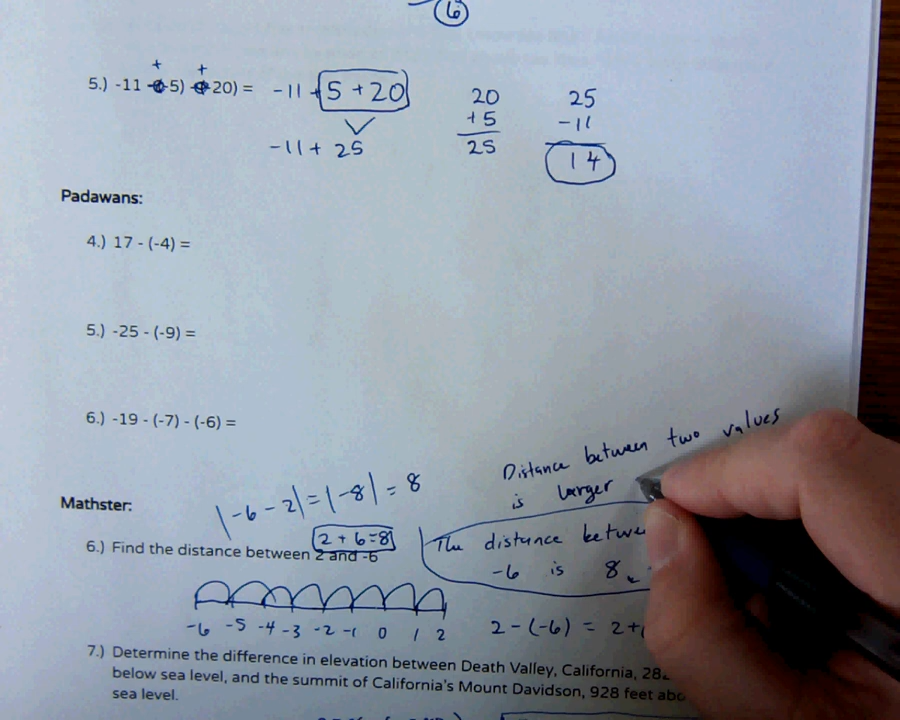 6
+ +
5.) -11 - (-5) - (-20) = -11 + 5 + 20
-11 + 25
20
+5
25
25
-11
14
Padawans:
4.) 17 - (-4) =
5.) -25 - (-9) =
6.) -19 - (-7) - (-6) =
Distance between two values
is larger
Mathster:
|-6 - 2| = |-8| = 8
2 + 6 = 8
6.) Find the distance between 2 and -6
The distance betwee
-6 is 8
-6 -5 -4 -3 -2 -1 0 1 2
2 - (-6) = 2 +
7.) Determine the difference in elevation between Death Valley, California, 282
below sea level, and the summit of California's Mount Davidson, 928 feet abo
sea level.